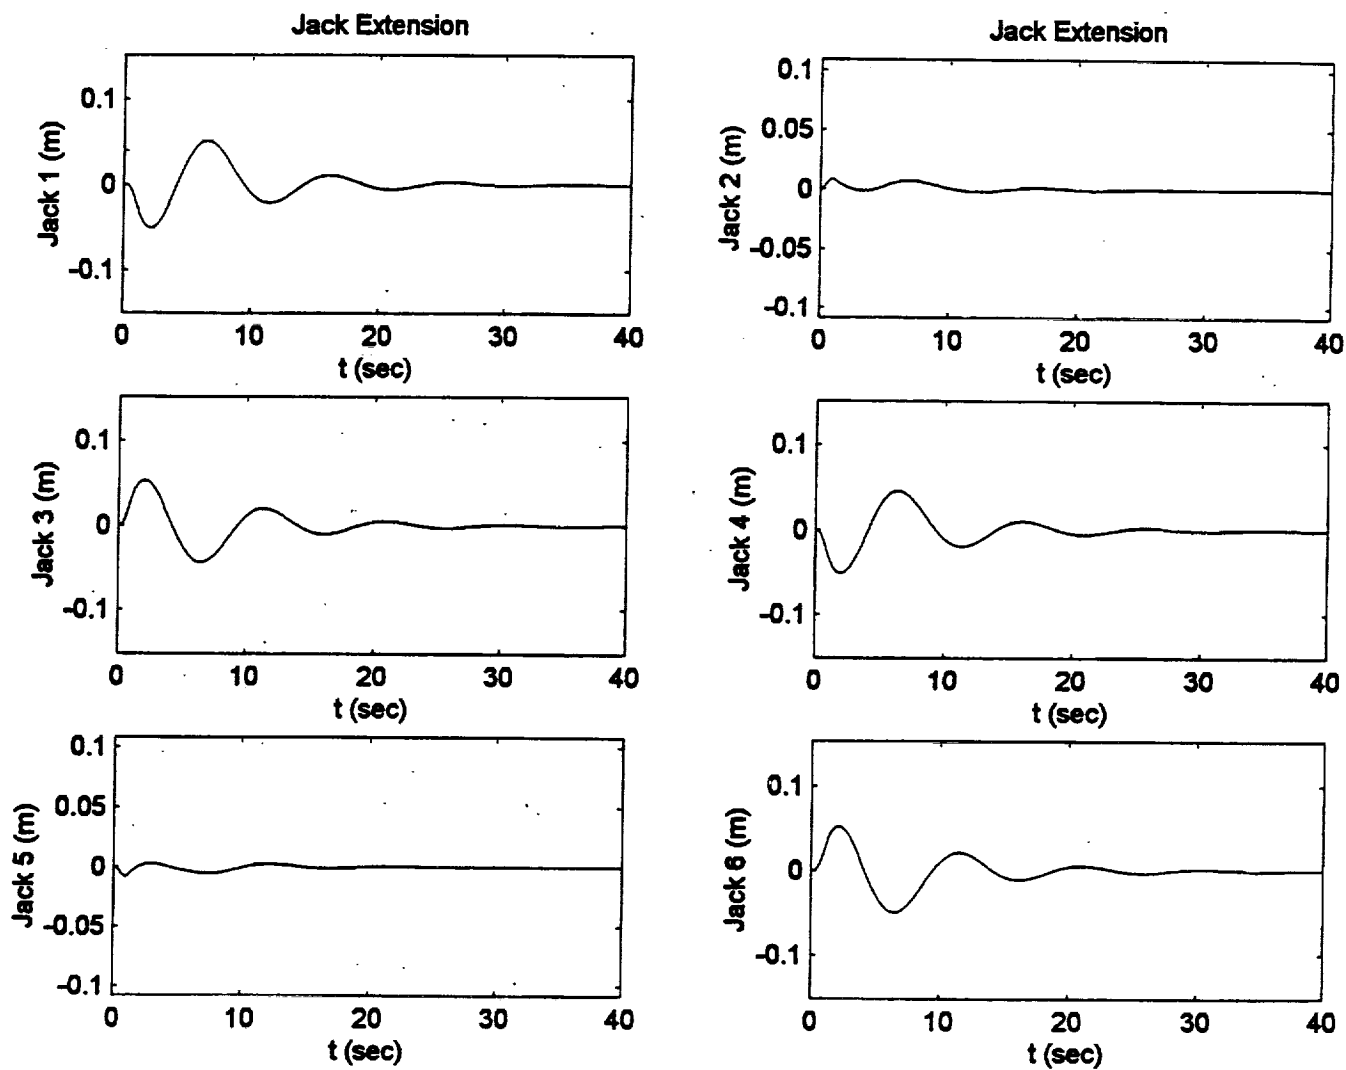 Jack Extension
Jack 1 (m)
0.1
0
-0.1
0 10 20 30 40
t (sec)
Jack Extension
Jack 2 (m)
0.1
0.05
0
-0.05
-0.1
0 10 20 30 40
t (sec)
Jack 3 (m)
0.1
0
-0.1
0 10 20 30 40
t (sec)
Jack 4 (m)
0.1
0
-0.1
0 10 20 30 40
t (sec)
Jack 5 (m)
0.1
0.05
0
-0.05
-0.1
0 10 20 30 40
t (sec)
Jack 6 (m)
0.1
0
-0.1
0 10 20 30 40
t (sec)